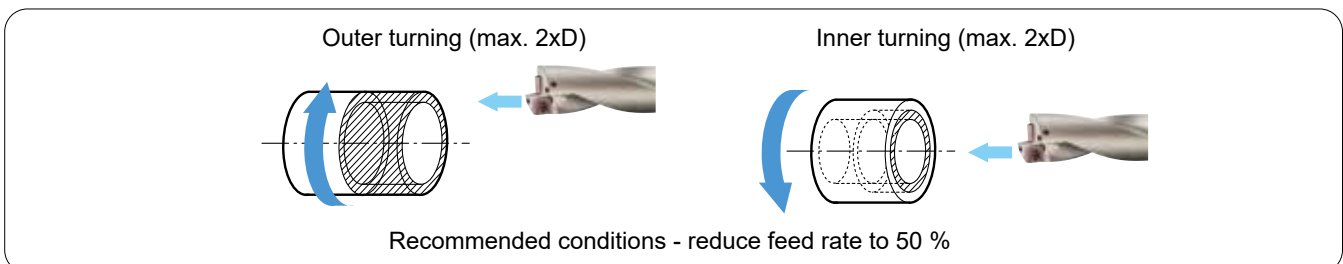 Outer turning (max. 2xD)
Inner turning (max. 2xD)
Recommended conditions - reduce feed rate to 50 %